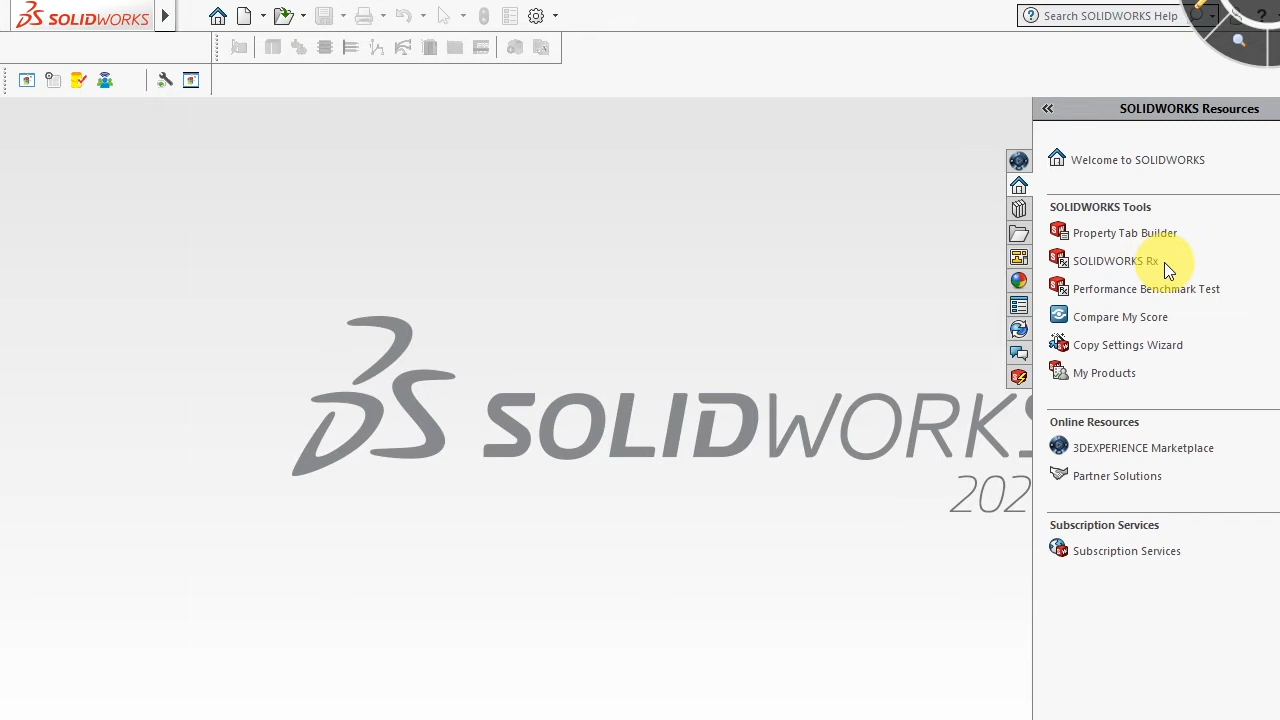 SOLIDWORKS
Search SOLIDWORKS Help
SOLIDWORKS Resources
Welcome to SOLIDWORKS
SOLIDWORKS Tools
Property Tab Builder
SOLIDWORKS Rx
Performance Benchmark Test
Compare My Score
Copy Settings Wizard
My Products
SOLIDWORKS
202
Online Resources
3DEXPERIENCE Marketplace
Partner Solutions
Subscription Services
Subscription Services